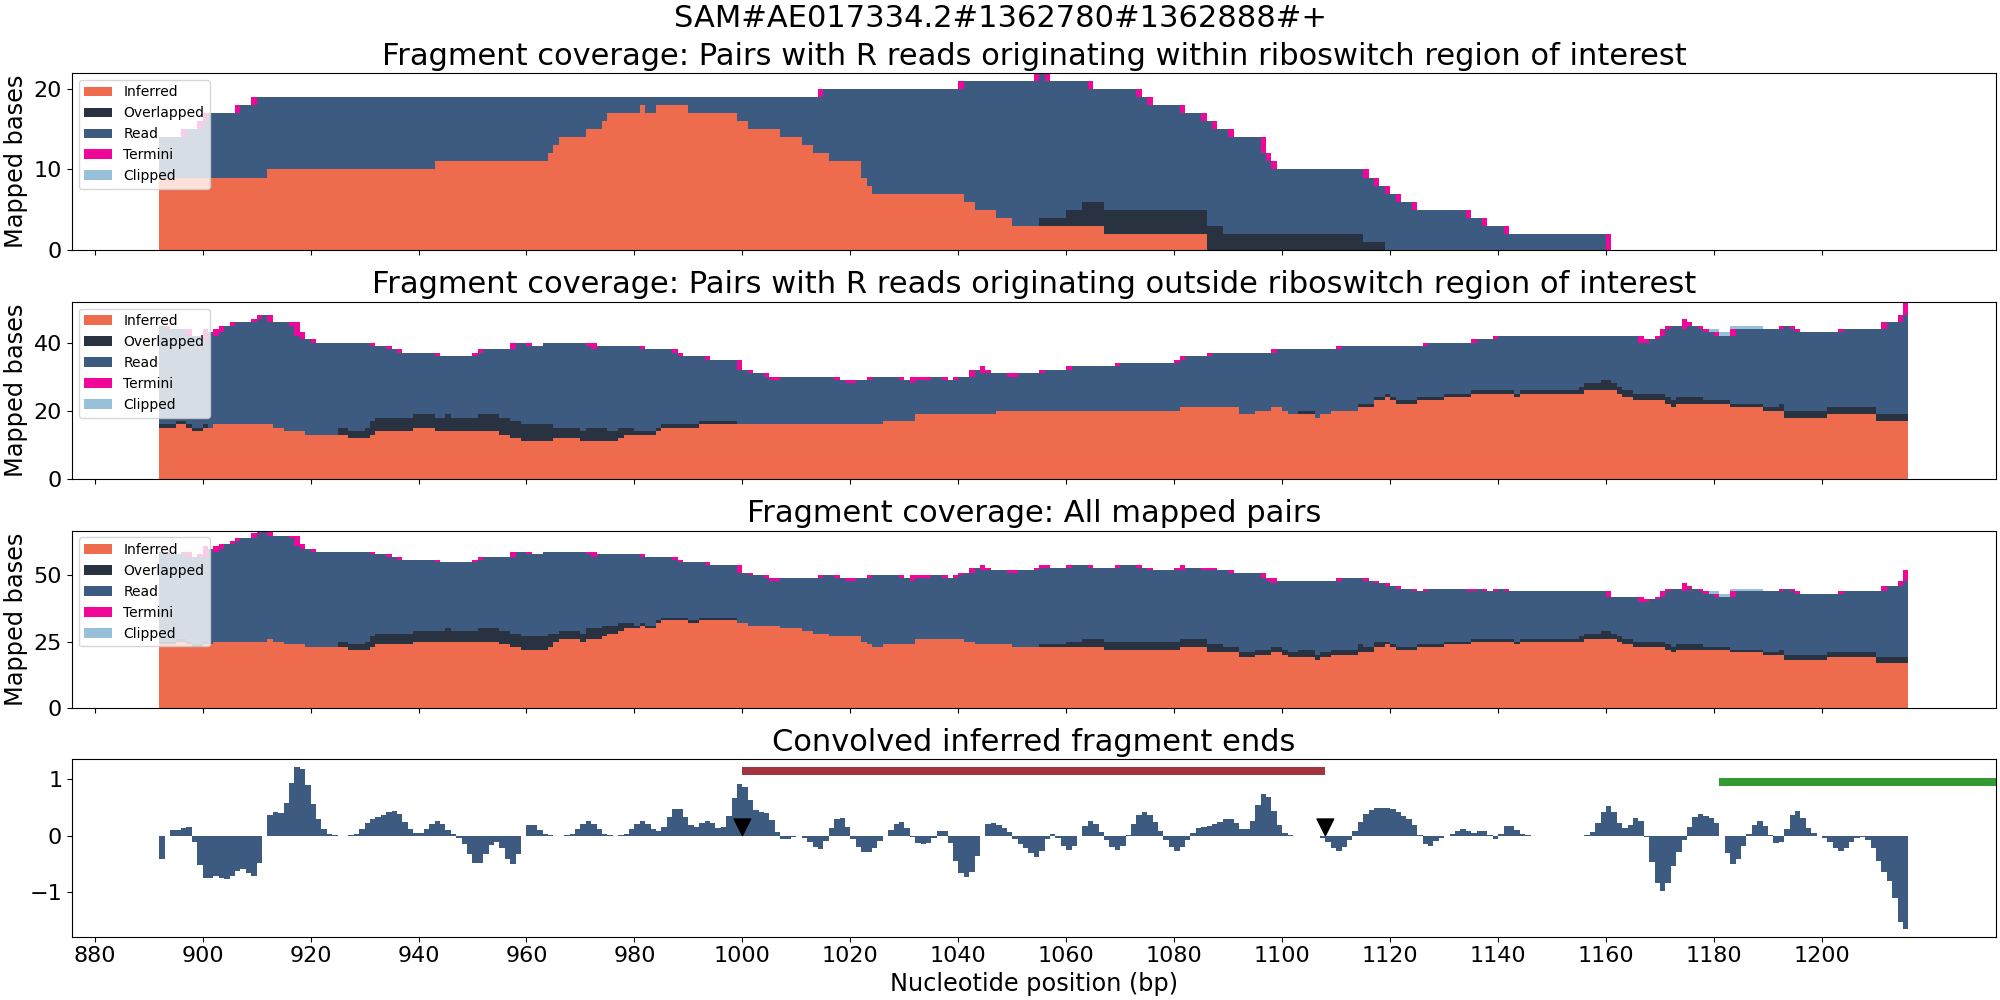 SAM#AE017334.2#1362780#1362888#+
Fragment coverage: Pairs with R reads originating within riboswitch region of interest
Mapped bases
20
10
0
Inferred
Overlapped
Read
Termini
Clipped
Fragment coverage: Pairs with R reads originating outside riboswitch region of interest
Mapped bases
40
20
0
Inferred
Overlapped
Read
Termini
Clipped
Fragment coverage: All mapped pairs
Mapped bases
50
25
0
Inferred
Overlapped
Read
Termini
Clipped
Convolved inferred fragment ends
1
0
−1
880 900 920 940 960 980 1000 1020 1040 1060 1080 1100 1120 1140 1160 1180 1200
Nucleotide position (bp)